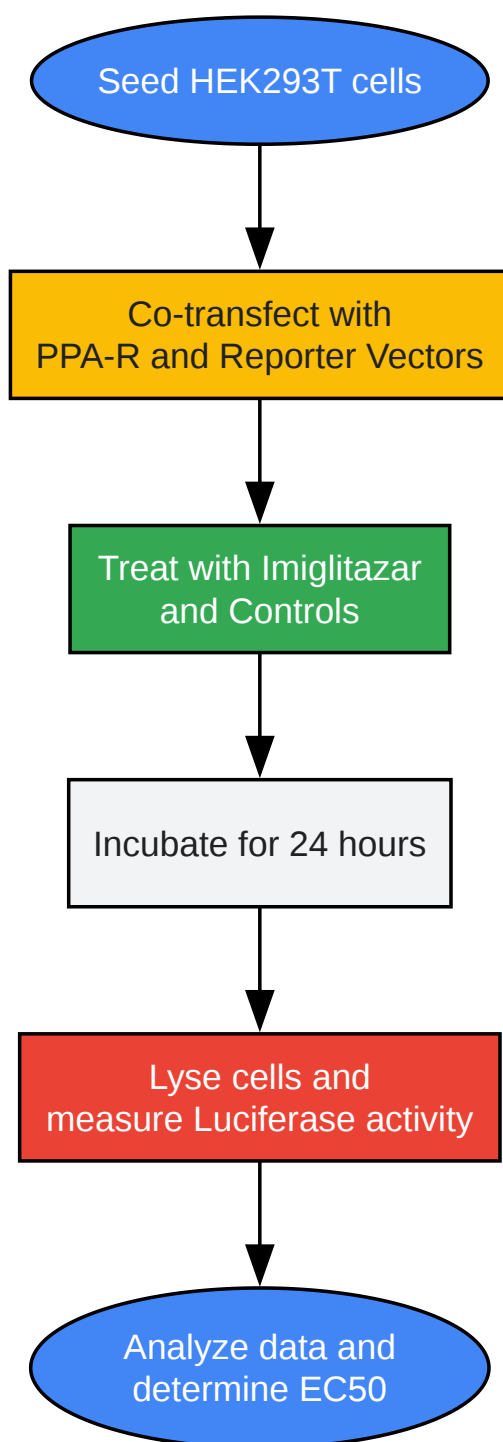 Seed HEK293T cells
Co-transfect with
PPA-R and Reporter Vectors
Treat with Imiglitazar
and Controls
Incubate for 24 hours
Lyse cells and
measure Luciferase activity
Analyze data and
determine EC50